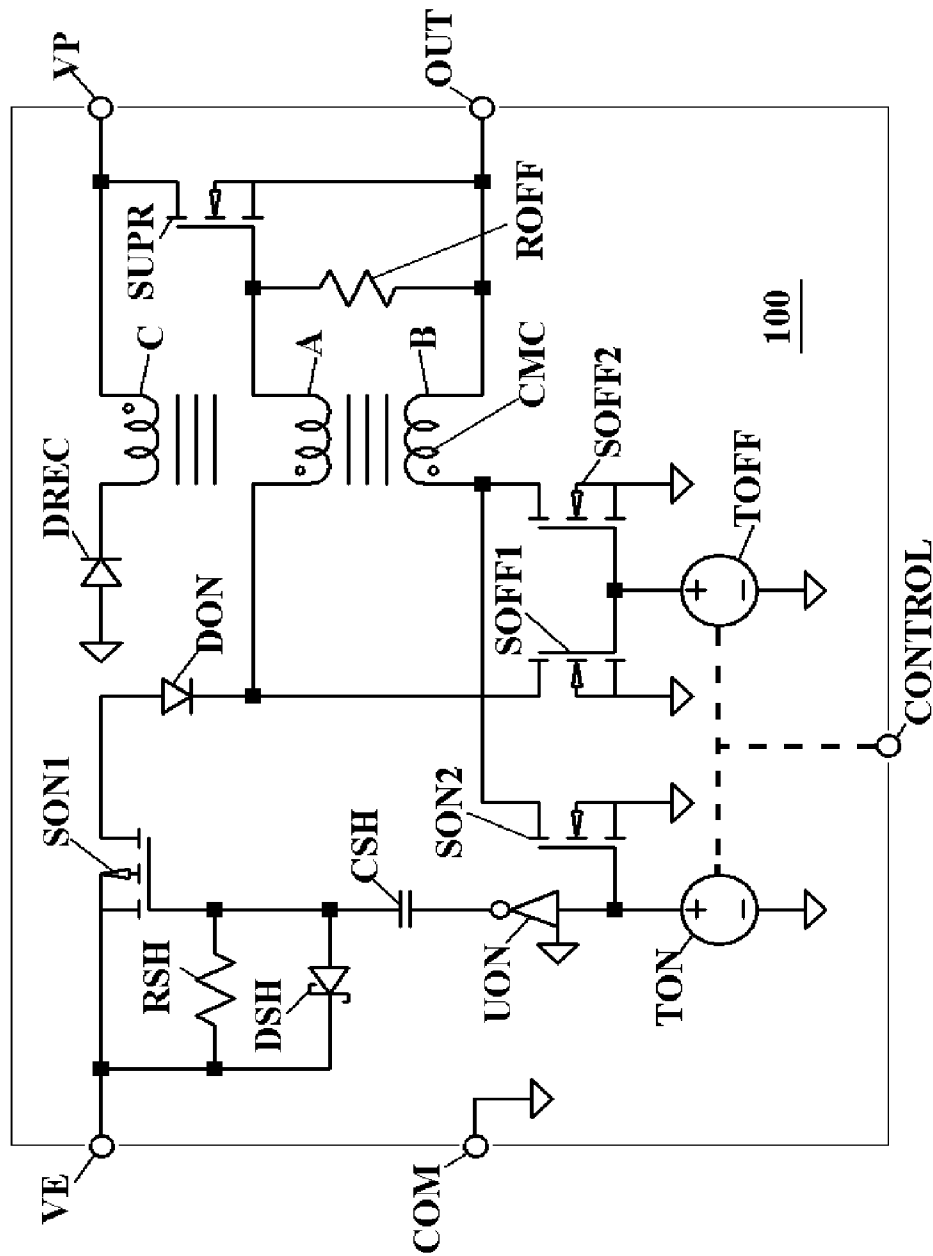 VP
OUT
SUPR
ROFF
C
A
B
CMC
100
DREC
DON
SOFF2
SOFF1
TOFF
CONTROL
SON1
SON2
CSH
RSH
DSH
UON
TON
VE
COM
+
−
+
−